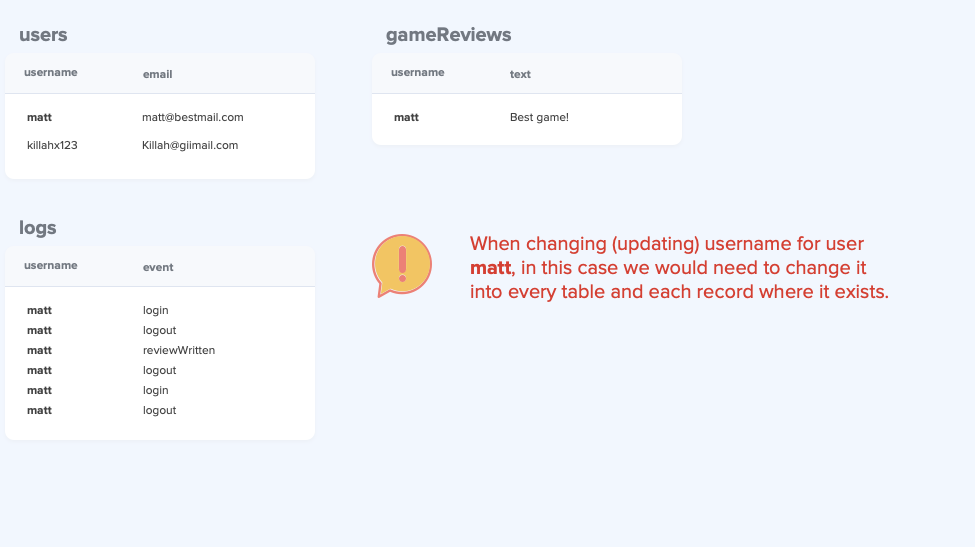 users
username email
matt matt@bestmail.com
killahx123 Killah@giimail.com
gameReviews
username text
matt Best game!
logs
username event
matt login
matt logout
matt reviewWritten
matt logout
matt login
matt logout
When changing (updating) username for user
matt, in this case we would need to change it
into every table and each record where it exists.